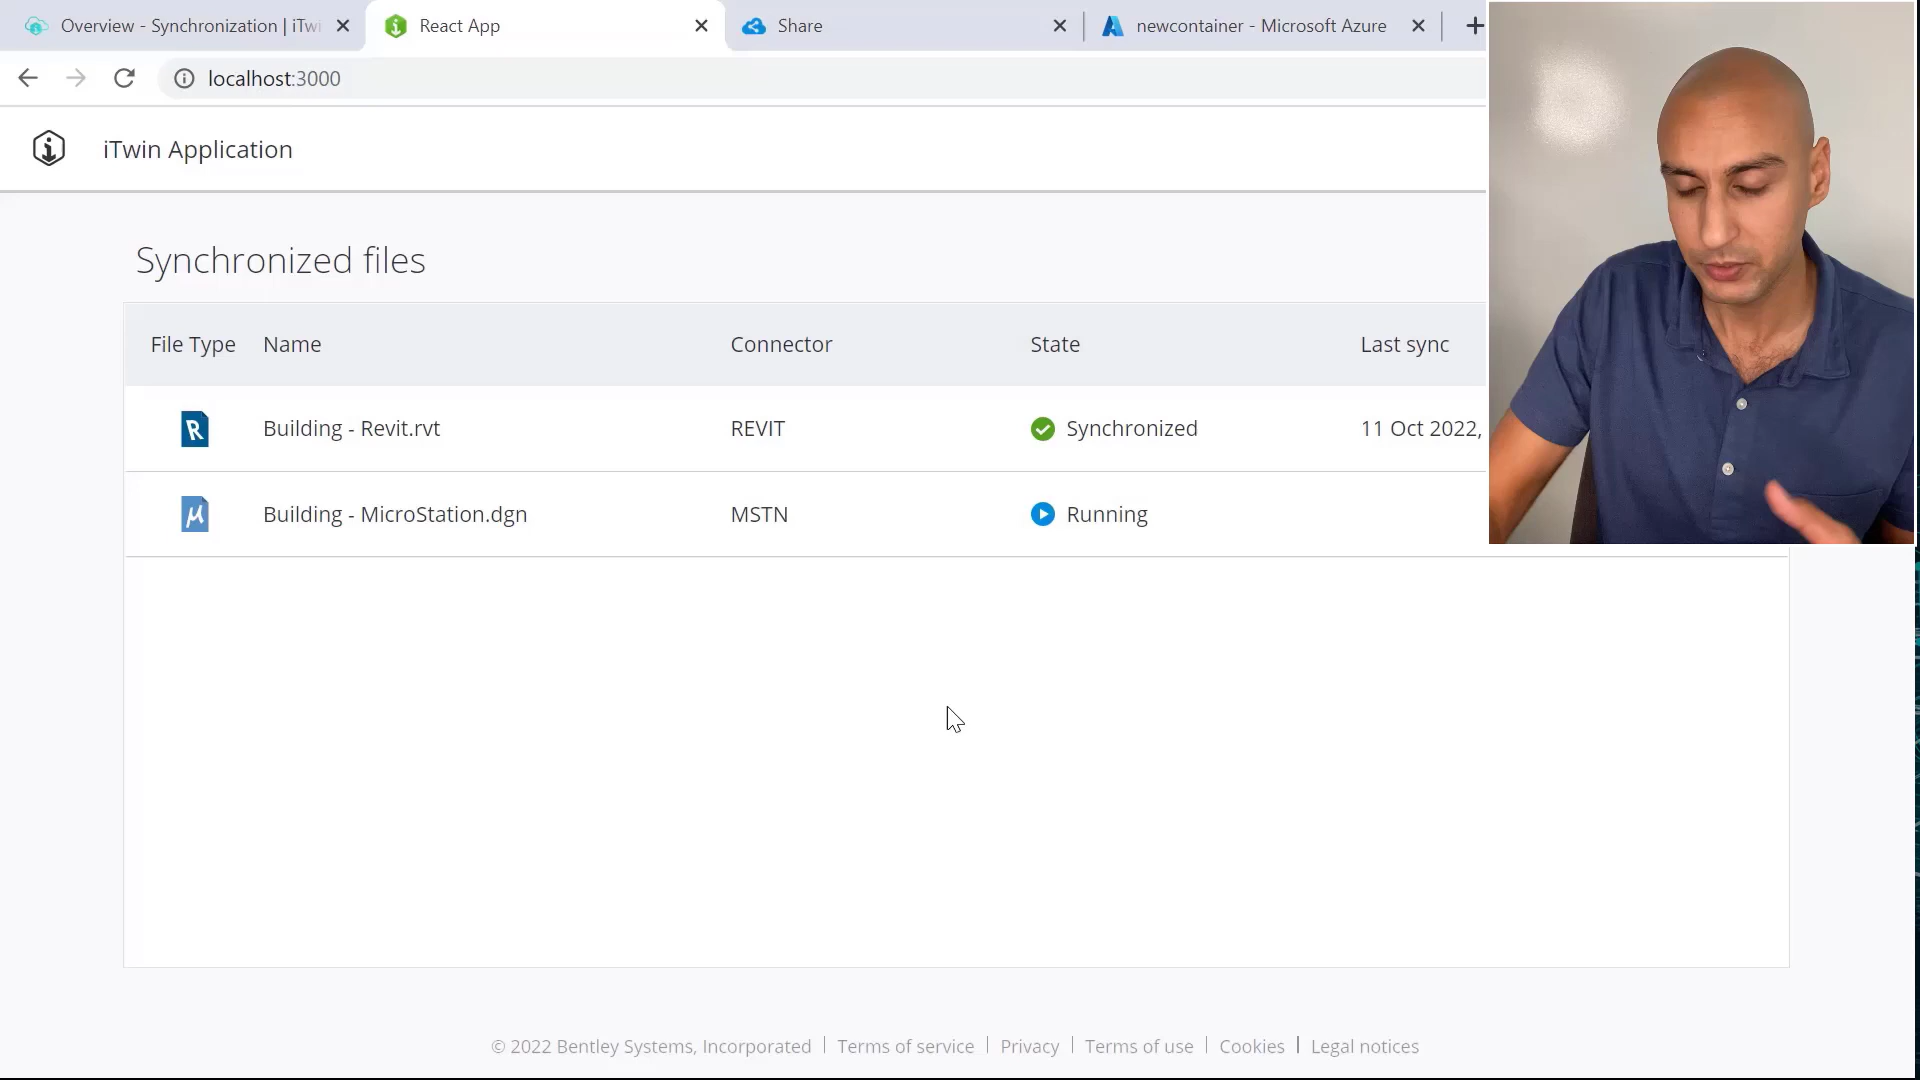 Overview - Synchronization | iTwi
React App
Share
newcontainer - Microsoft Azure
localhost:3000
iTwin Application
Synchronized files
File Type Name Connector State Last sync
Building - Revit.rvt REVIT Synchronized 11 Oct 2022,
Building - MicroStation.dgn MSTN Running
© 2022 Bentley Systems, Incorporated | Terms of service | Privacy | Terms of use | Cookies | Legal notices